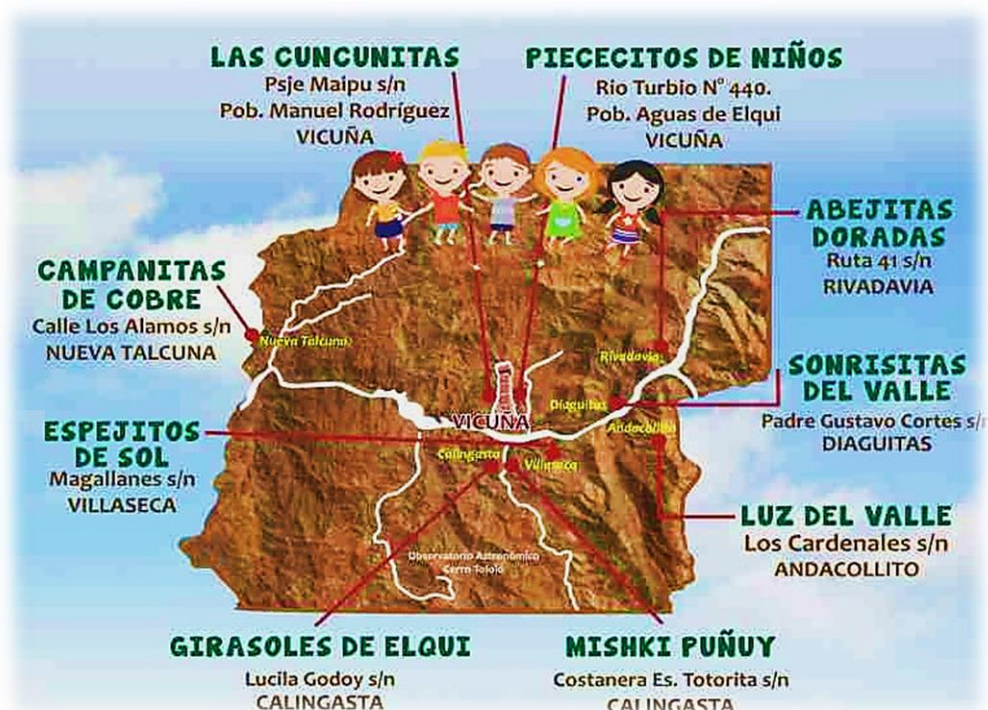 LAS CUNCUNITAS
Psje Maipu s/n
Pob. Manuel Rodríguez
VICUÑA
PIECECITOS DE NIÑOS
Rio Turbio N° 440.
Pob. Aguas de Elqui
VICUÑA
ABEJITAS
DORADAS
Ruta 41 s/n
RIVADAVIA
CAMPANITAS
DE COBRE
Calle Los Alamos s/n
NUEVA TALCUNA
Nueva Talcuna
Rivadavia
SONRISITAS
DEL VALLE
Padre Gustavo Cortes s/n
DIAGUITAS
Diaguitas
VICUÑA
Andacollito
ESPEJITOS
DE SOL
Magallanes s/n
VILLASECA
Calingasta
Villaseca
LUZ DEL VALLE
Los Cardenales s/n
ANDACOLLITO
Observatorio Astronómico
Cerro Tololo
GIRASOLES DE ELQUI
Lucila Godoy s/n
CALINGASTA
MISHKI PUÑUY
Costanera Es. Totorita s/n
CALINGASTA